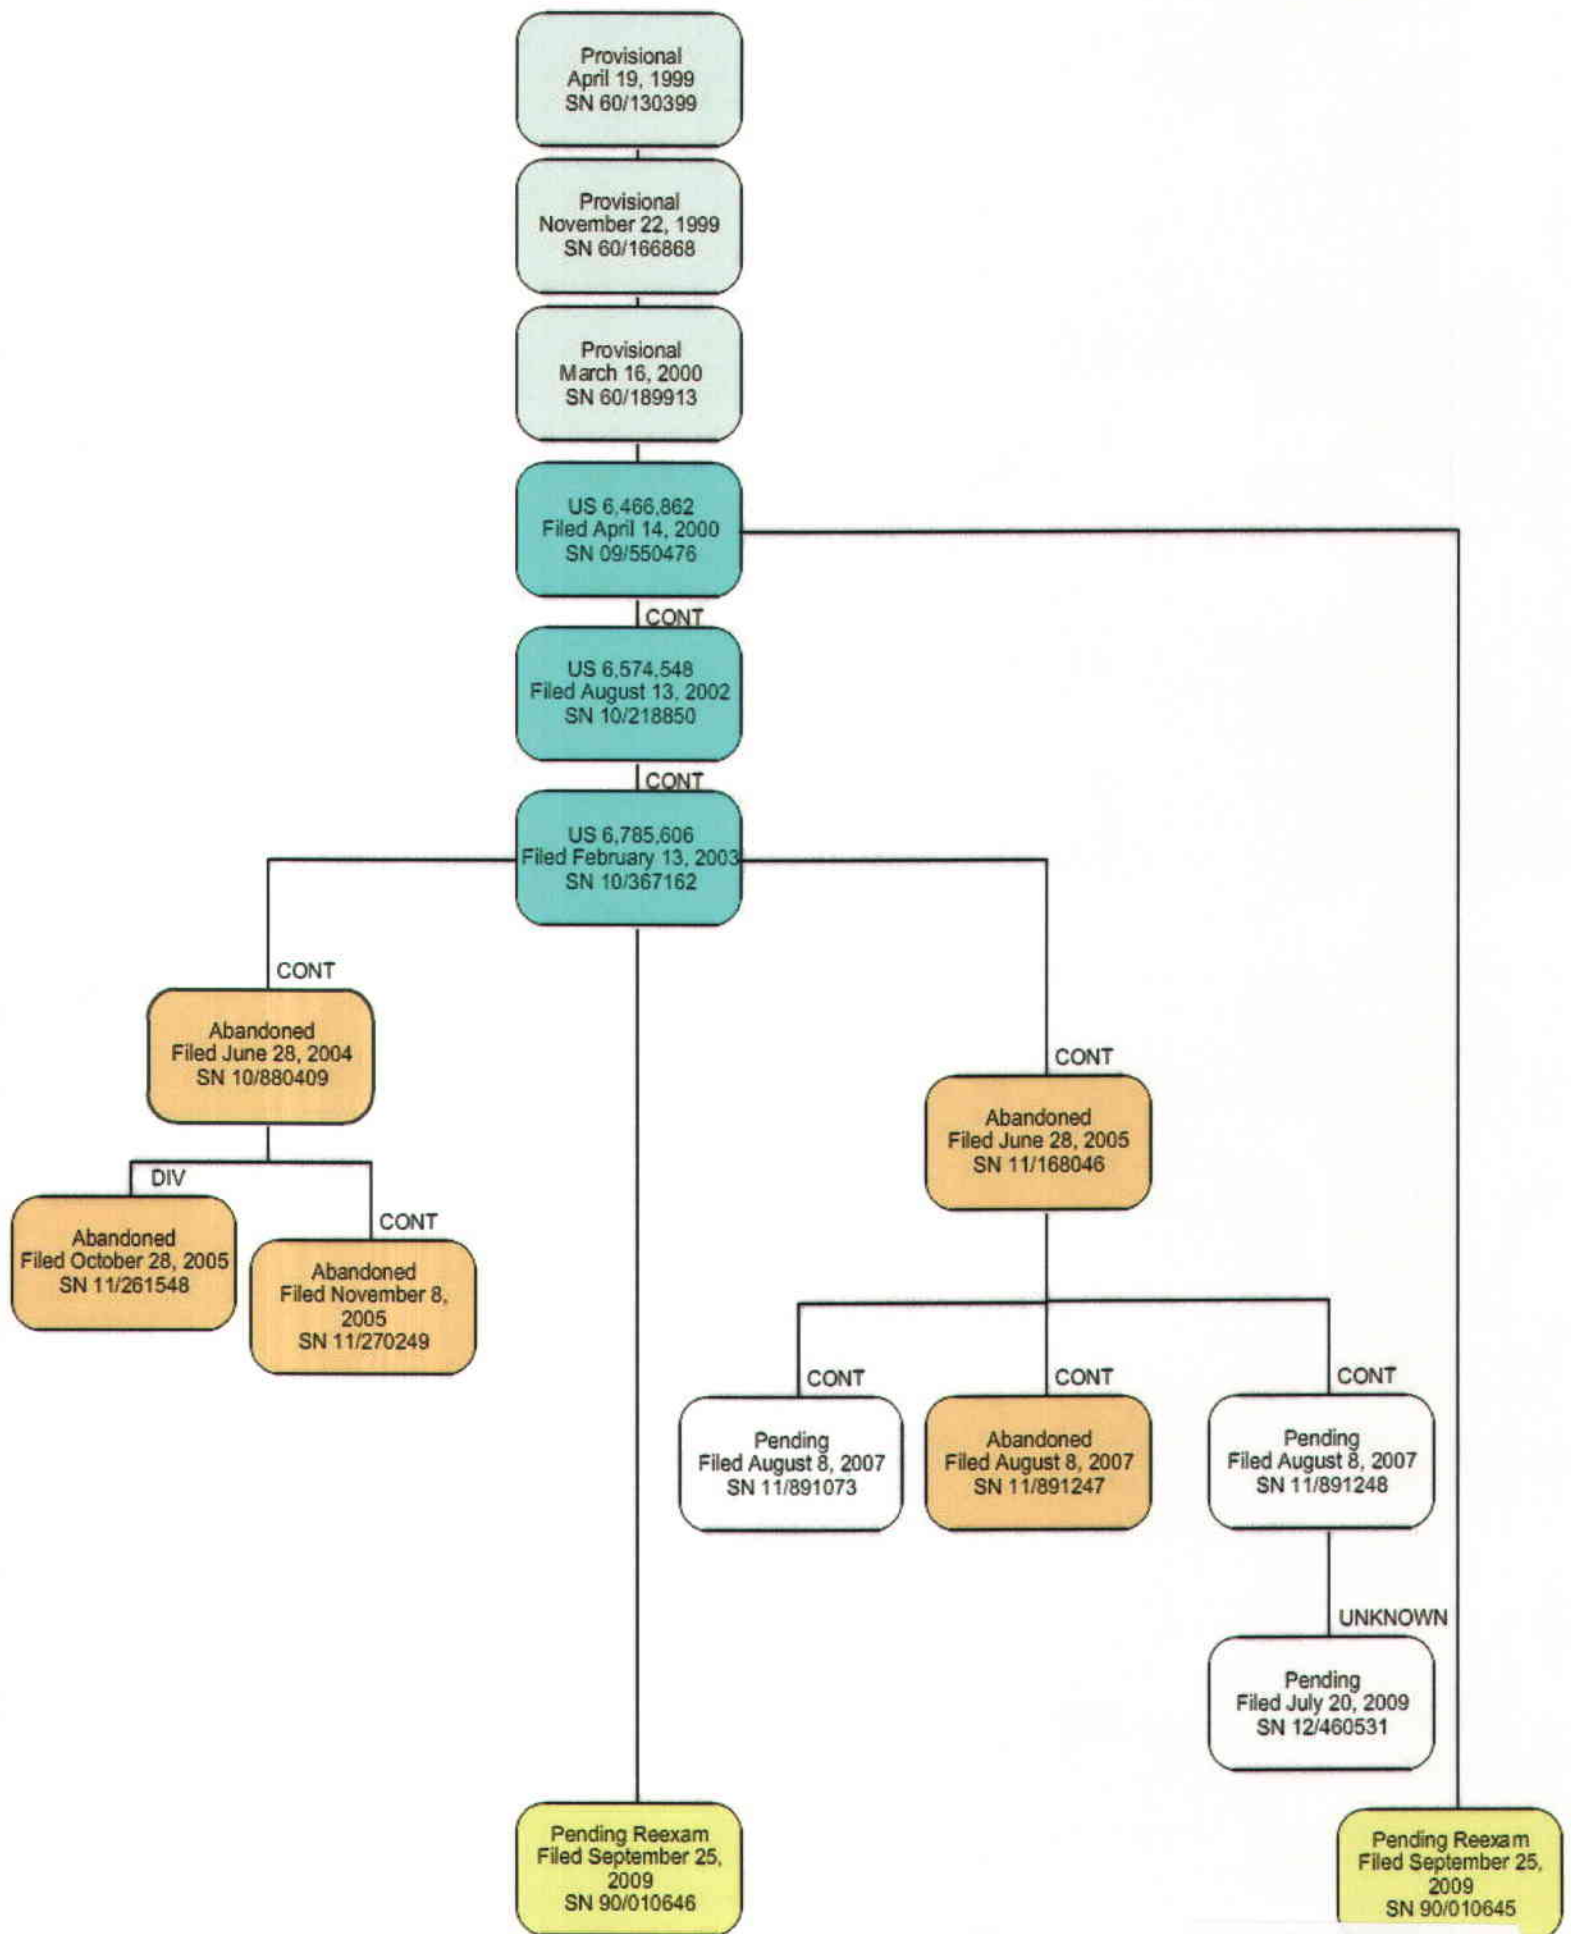 Provisional
April 19, 1999
SN 60/130399
Provisional
November 22, 1999
SN 60/166868
Provisional
March 16, 2000
SN 60/189913
US 6,466,862
Filed April 14, 2000
SN 09/550476
CONT
US 6,574,548
Filed August 13, 2002
SN 10/218850
CONT
US 6,785,606
Filed February 13, 2003
SN 10/367162
CONT
Abandoned
Filed June 28, 2004
SN 10/880409
DIV
Abandoned
Filed October 28, 2005
SN 11/261548
CONT
Abandoned
Filed November 8,
2005
SN 11/270249
CONT
Abandoned
Filed June 28, 2005
SN 11/168046
CONT
Pending
Filed August 8, 2007
SN 11/891073
CONT
Abandoned
Filed August 8, 2007
SN 11/891247
CONT
Pending
Filed August 8, 2007
SN 11/891248
UNKNOWN
Pending
Filed July 20, 2009
SN 12/460531
Pending Reexam
Filed September 25,
2009
SN 90/010646
Pending Reexam
Filed September 25,
2009
SN 90/010645